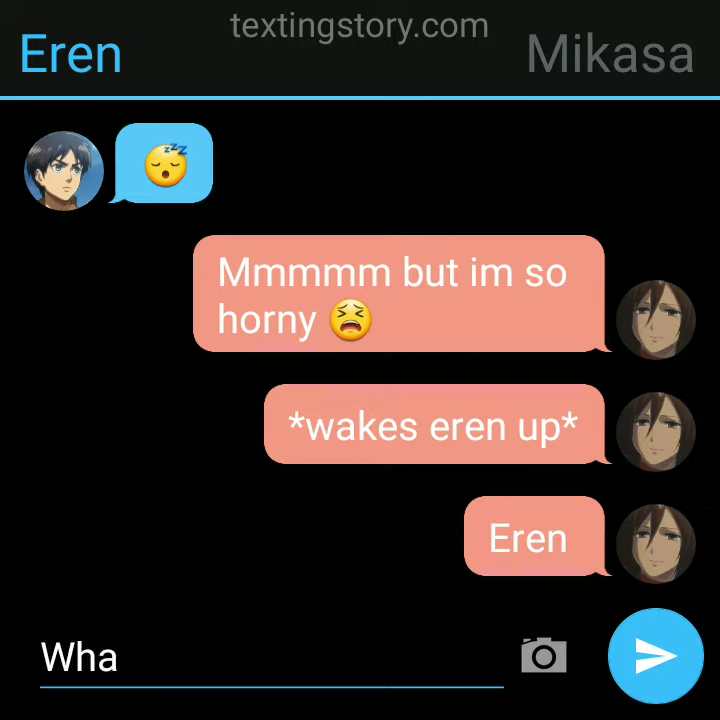 textingstory.com
Eren
Mikasa
😴
Mmmmm but im so
horny 😫
*wakes eren up*
Eren
Wha